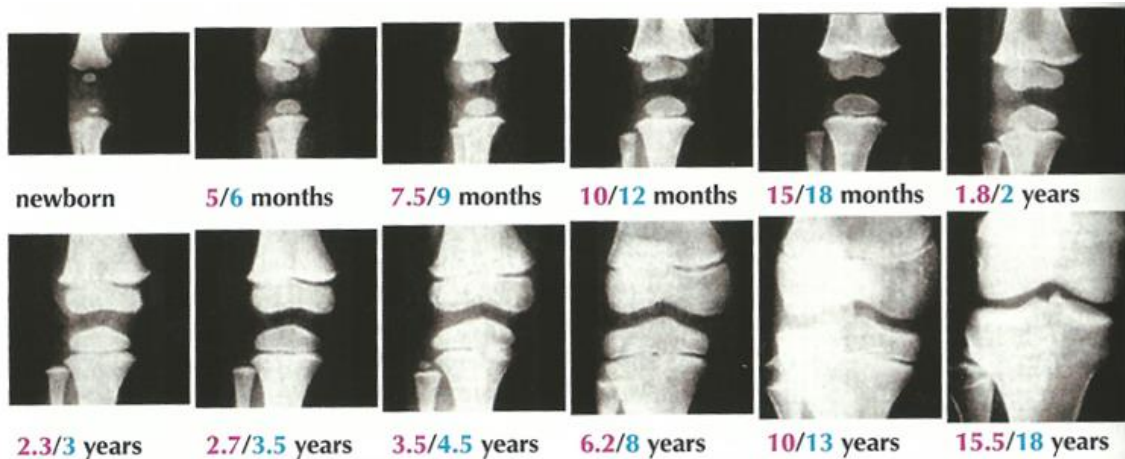 newborn 5/6 months 7.5/9 months 10/12 months 15/18 months 1.8/2 years
2.3/3 years 2.7/3.5 years 3.5/4.5 years 6.2/8 years 10/13 years 15.5/18 years